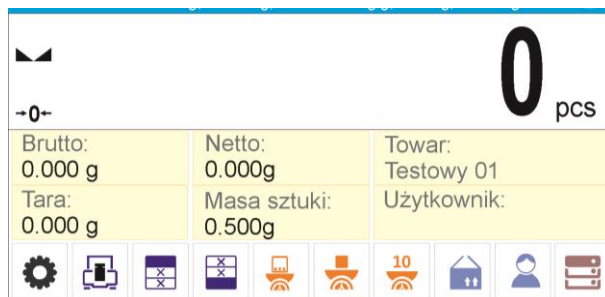 0 pcs
→0←
Brutto:
0.000 g
Netto:
0.000g
Towar:
Testowy 01
Tara:
0.000 g
Masa sztuki:
0.500g
Użytkownik:
10